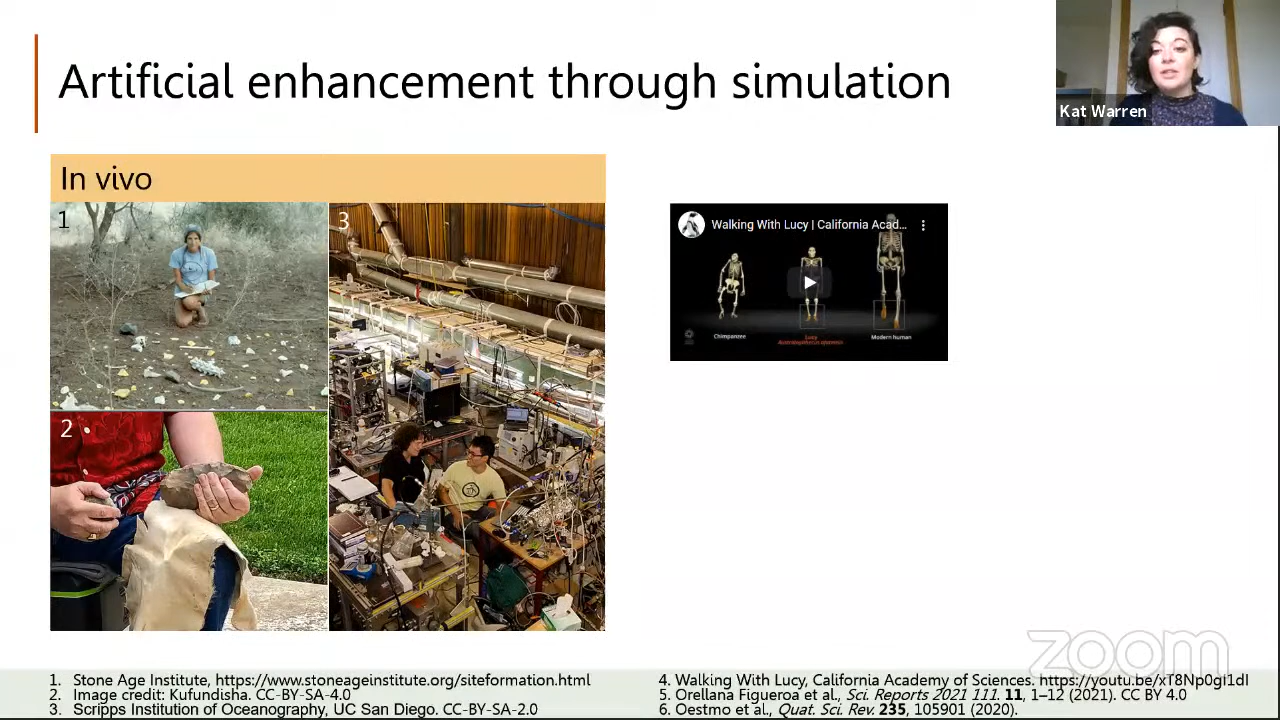 Artificial enhancement through simulation
Kat Warren
In vivo
1
3
2
Walking With Lucy | California Acad...
Chimpanzee
Lucy
Australopithecus afarensis
Modern human
zoom
1. Stone Age Institute, https://www.stoneageinstitute.org/siteformation.html
2. Image credit: Kufundisha. CC-BY-SA-4.0
3. Scripps Institution of Oceanography, UC San Diego. CC-BY-SA-2.0
4. Walking With Lucy, California Academy of Sciences. https://youtu.be/xT8Np0gI1dI
5. Orellana Figueroa et al., Sci. Reports 2021 111. 11, 1–12 (2021). CC BY 4.0
6. Oestmo et al., Quat. Sci. Rev. 235, 105901 (2020).